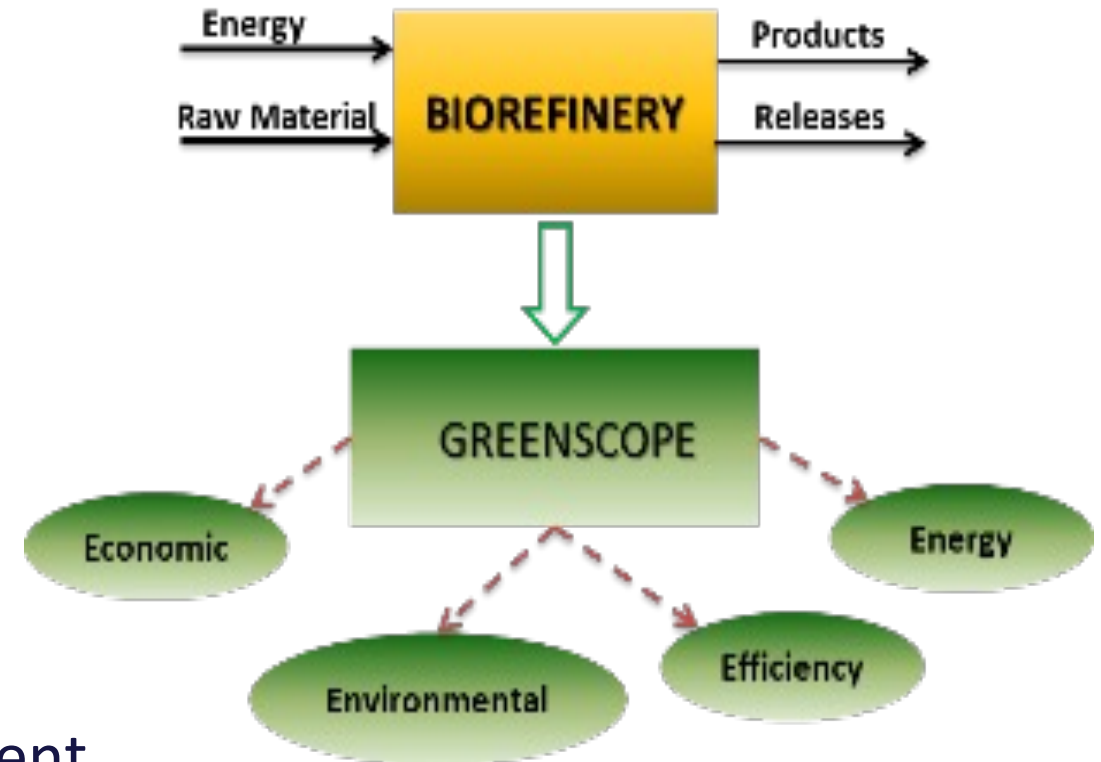 Energy
Products
Raw Material
BIOREFINERY
Releases
GREENSCOPE
Economic
Energy
Environmental
Efficiency